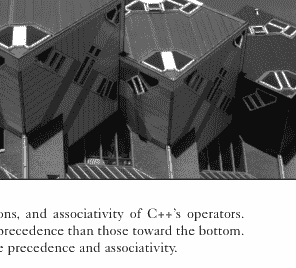 ons, and associativity of C++'s operators.
precedence than those toward the bottom.
e precedence and associativity.